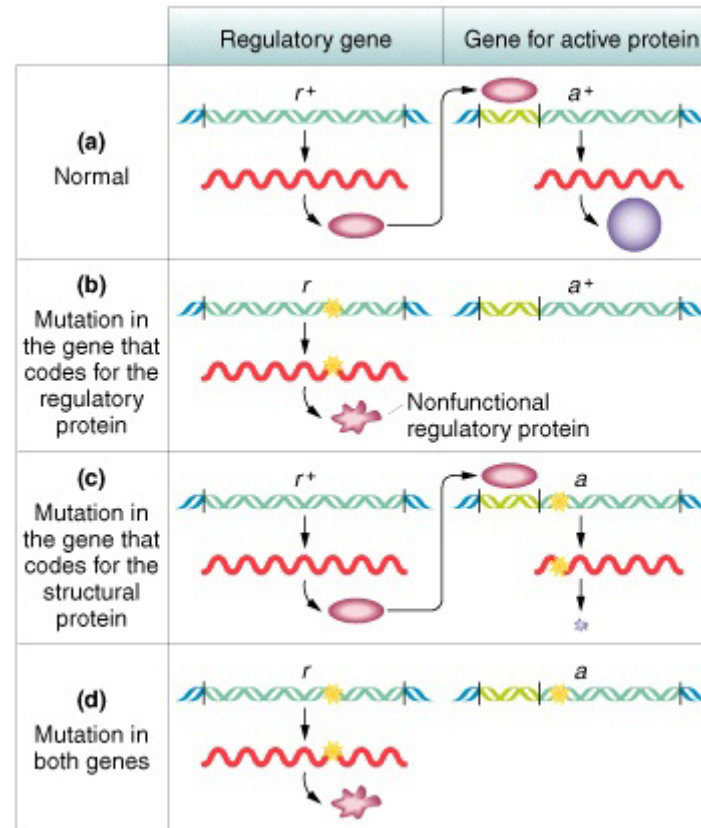 Regulatory gene
Gene for active protein
(a)
Normal
r+
a+
(b)
Mutation in
the gene that
codes for the
regulatory
protein
r
a+
Nonfunctional
regulatory protein
(c)
Mutation in
the gene that
codes for the
structural
protein
r+
a
(d)
Mutation in
both genes
r
a